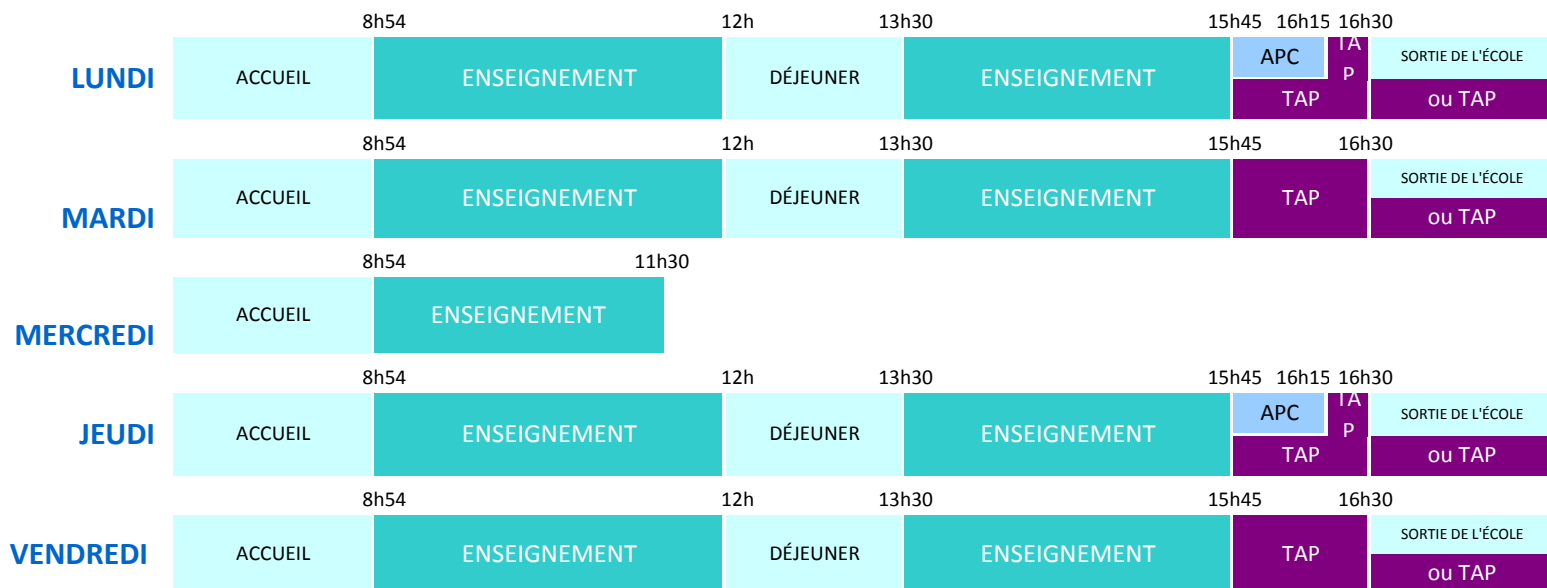 8h54 12h 13h30 15h45 16h15 16h30
LUNDI ACCUEIL ENSEIGNEMENT DÉJEUNER ENSEIGNEMENT APC TA SORTIE DE L'ÉCOLE
P
TAP ou TAP
8h54 12h 13h30 15h45 16h30
MARDI ACCUEIL ENSEIGNEMENT DÉJEUNER ENSEIGNEMENT TAP SORTIE DE L'ÉCOLE
ou TAP
8h54 11h30
MERCREDI ACCUEIL ENSEIGNEMENT
8h54 12h 13h30 15h45 16h15 16h30
JEUDI ACCUEIL ENSEIGNEMENT DÉJEUNER ENSEIGNEMENT APC TA SORTIE DE L'ÉCOLE
P
TAP ou TAP
8h54 12h 13h30 15h45 16h30
VENDREDI ACCUEIL ENSEIGNEMENT DÉJEUNER ENSEIGNEMENT TAP SORTIE DE L'ÉCOLE
ou TAP